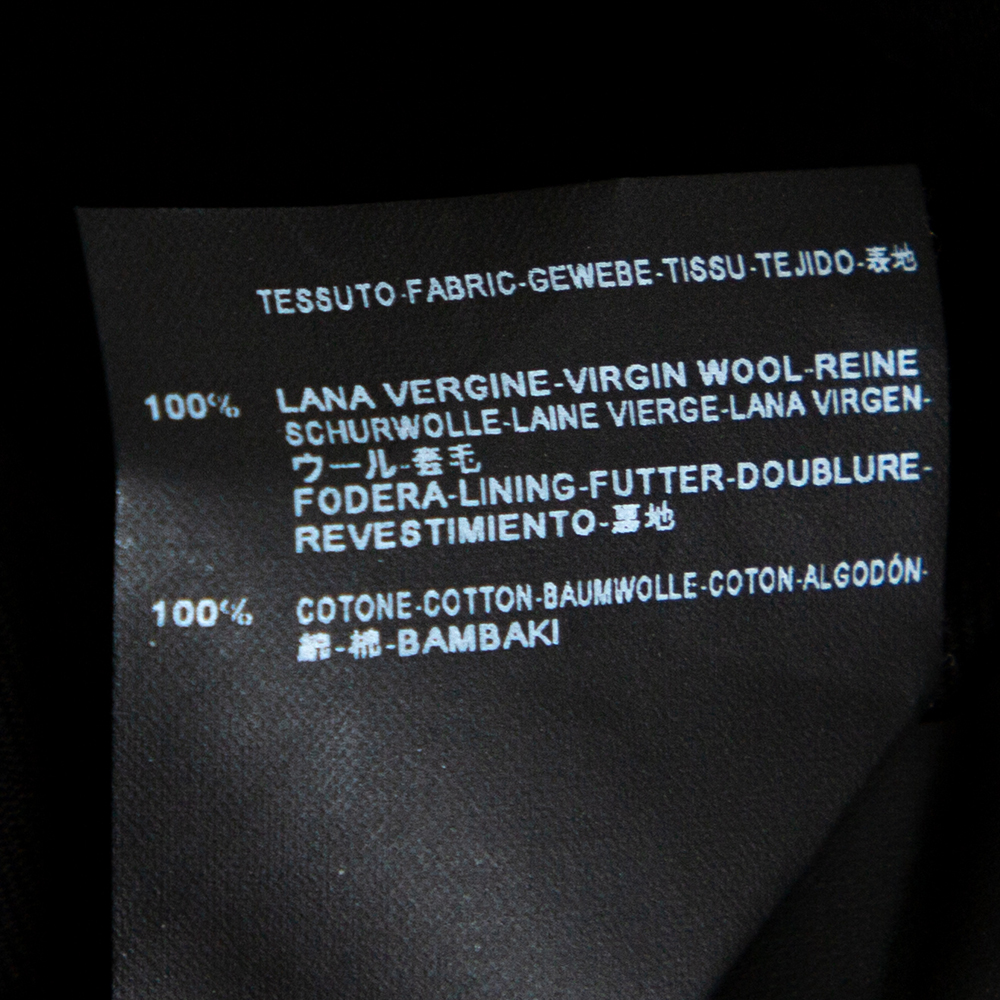 TESSUTO-FABRIC-GEWEBE-TISSU-TEJIDO-表地
100% LANA VERGINE-VIRGIN WOOL-REINE
SCHURWOLLE-LAINE VIERGE-LANA VIRGEN-
ウール-套毛
FODERA-LINING-FUTTER-DOUBLURE-
REVESTIMIENTO-裏地
100% COTONE-COTTON-BAUMWOLLE-COTON-ALGODÓN-
綿-棉-BAMBAKI